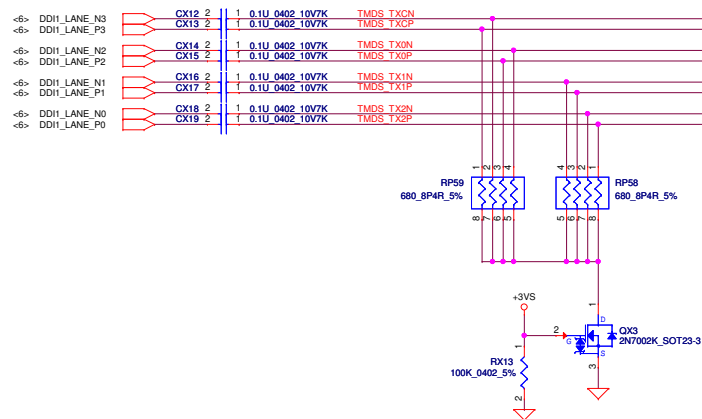 <6> DDI1_LANE_N3 CX12 2 1 0.1U_0402_10V7K TMDS_TXCN
<6> DDI1_LANE_P3 CX13 2 1 0.1U_0402_10V7K TMDS_TXCP
<6> DDI1_LANE_N2 CX14 2 1 0.1U_0402_10V7K TMDS_TX0N
<6> DDI1_LANE_P2 CX15 2 1 0.1U_0402_10V7K TMDS_TX0P
<6> DDI1_LANE_N1 CX16 2 1 0.1U_0402_10V7K TMDS_TX1N
<6> DDI1_LANE_P1 CX17 2 1 0.1U_0402_10V7K TMDS_TX1P
<6> DDI1_LANE_N0 CX18 2 1 0.1U_0402_10V7K TMDS_TX2N
<6> DDI1_LANE_P0 CX19 2 1 0.1U_0402_10V7K TMDS_TX2P
1 2 3 4 4 3 2 1
RP59 RP58
680_8P4R_5% 680_8P4R_5%
8 7 6 5 5 6 7 8
+3VS
1
D
2 QX3
G 2N7002K_SOT23-3
1 S
RX13 3
100K_0402_5%
2